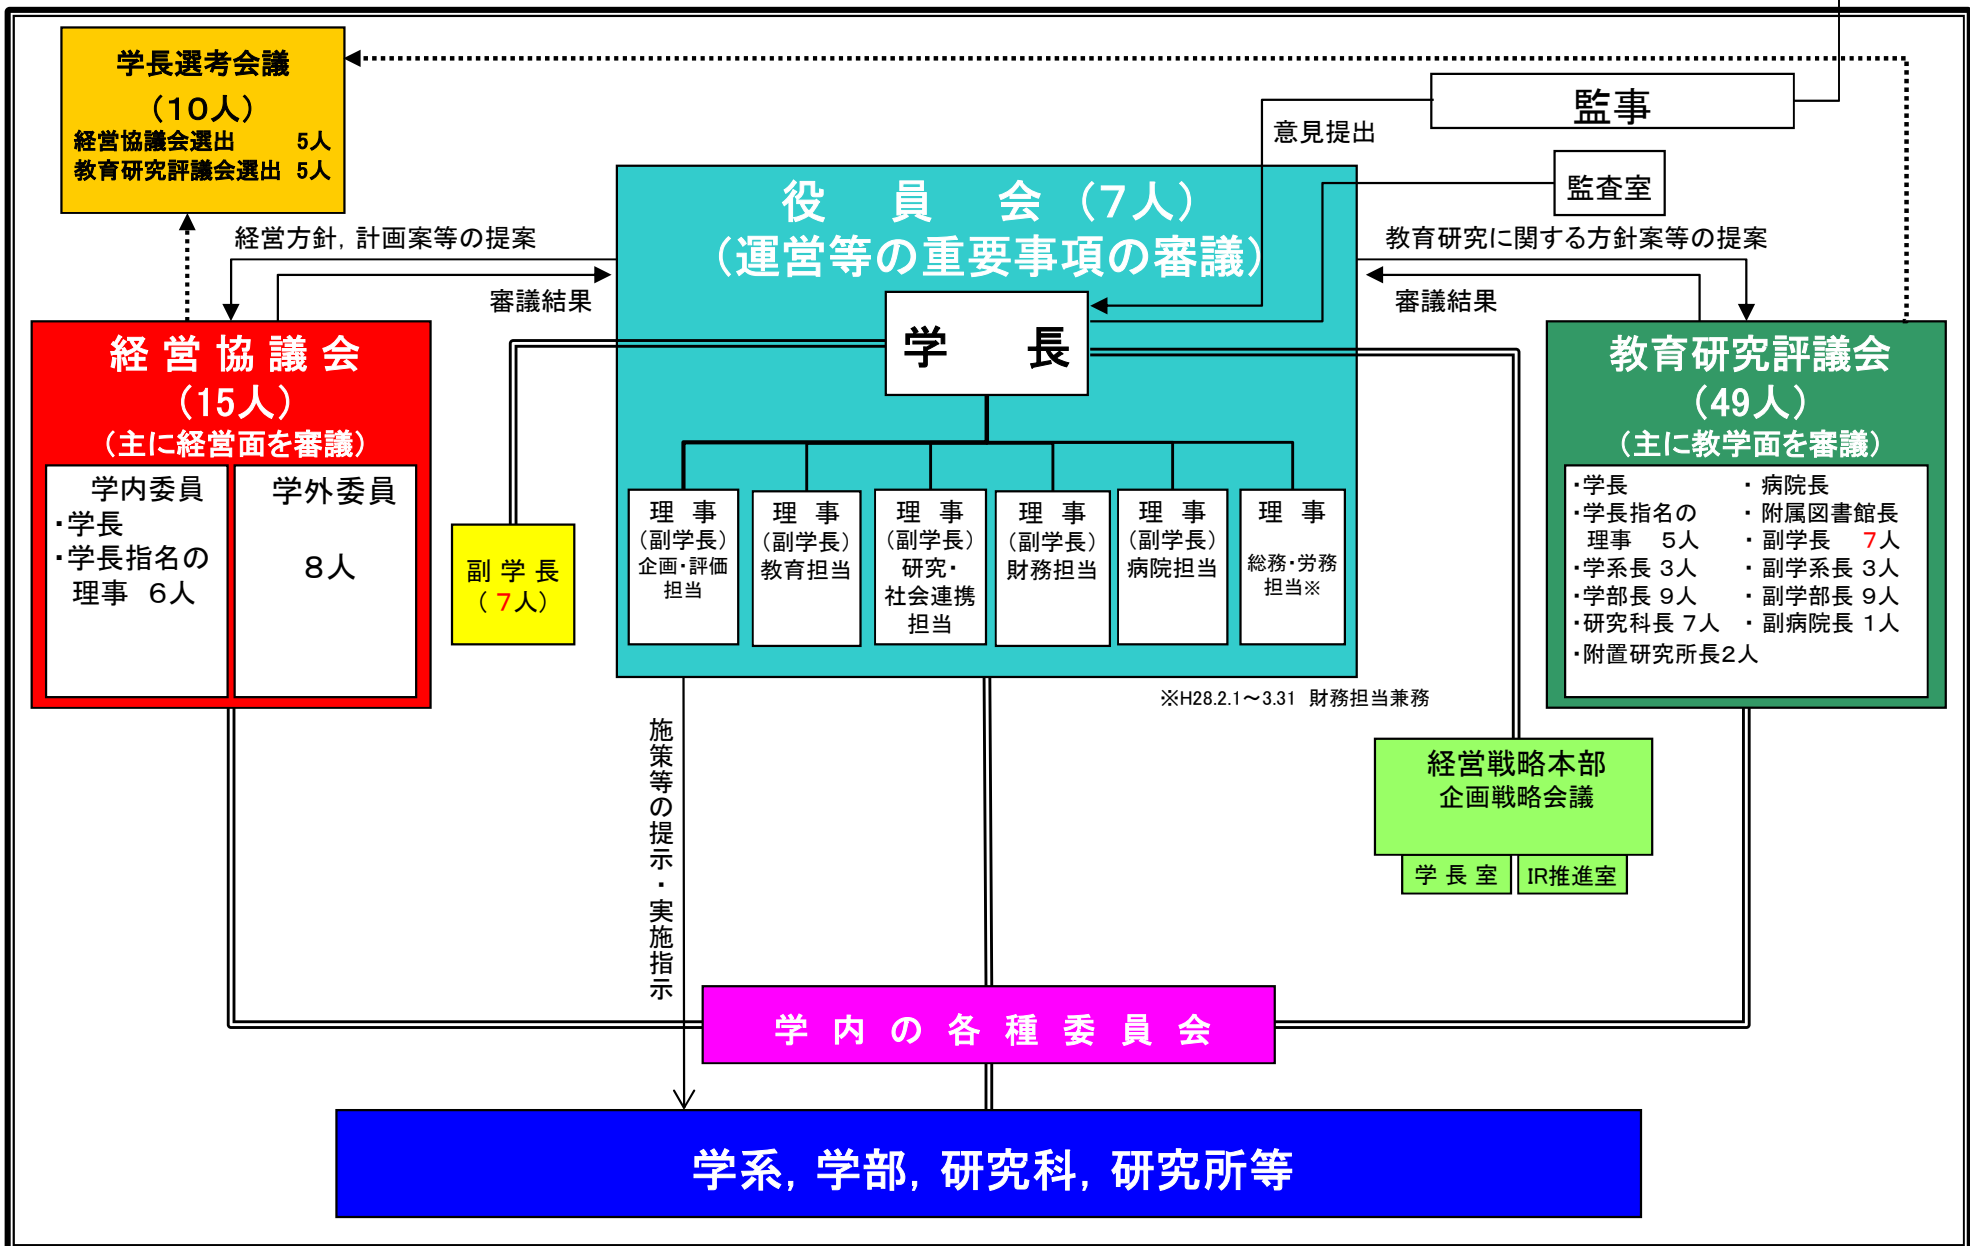 学長選考会議
（10人）
経営協議会選出 5人
教育研究評議会選出 5人
監事
意見提出
監査室
役員会（7人）
（運営等の重要事項の審議）
経営方針，計画案等の提案
審議結果
教育研究に関する方針案等の提案
審議結果
学長
経営協議会
（15人）
（主に経営面を審議）
学内委員
・学長
・学長指名の
理事 6人
学外委員
8人
副学長
（7人）
理事
（副学長）
企画・評価
担当
理事
（副学長）
教育担当
理事
（副学長）
研究・
社会連携
担当
理事
（副学長）
財務担当
理事
（副学長）
病院担当
理事
総務・労務
担当※
※H28.2.1～3.31 財務担当兼務
教育研究評議会
（49人）
（主に教学面を審議）
・学長
・学長指名の
理事 5人
・学系長 3人
・学部長 9人
・研究科長 7人
・附置研究所長2人
・病院長
・附属図書館長
・副学長 7人
・副学系長 3人
・副学部長 9人
・副病院長 1人
施策等の提示・実施指示
経営戦略本部
企画戦略会議
学長室
IR推進室
学内の各種委員会
学系，学部，研究科，研究所等